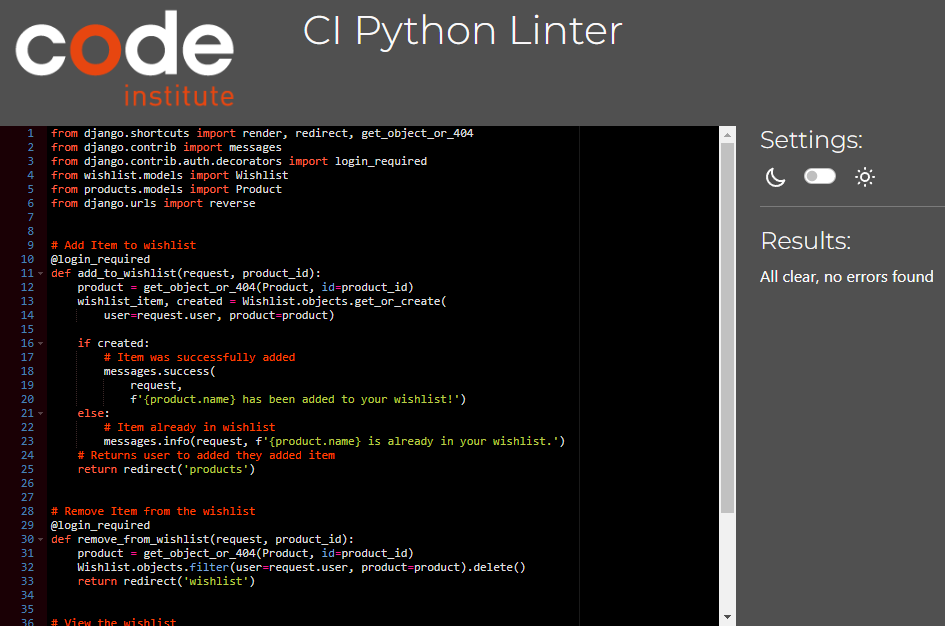 code
institute
CI Python Linter
1 from django.shortcuts import render, redirect, get_object_or_404
2 from django.contrib import messages
3 from django.contrib.auth.decorators import login_required
4 from wishlist.models import Wishlist
5 from products.models import Product
6 from django.urls import reverse
7
8
9 # Add Item to wishlist
10 @login_required
11 def add_to_wishlist(request, product_id):
12     product = get_object_or_404(Product, id=product_id)
13     wishlist_item, created = Wishlist.objects.get_or_create(
14         user=request.user, product=product)
15
16     if created:
17         # Item was successfully added
18         messages.success(
19             request,
20             f'{product.name} has been added to your wishlist!')
21     else:
22         # Item already in wishlist
23         messages.info(request, f'{product.name} is already in your wishlist.')
24     # Returns user to added they added item
25     return redirect('products')
26
27
28 # Remove Item from the wishlist
29 @login_required
30 def remove_from_wishlist(request, product_id):
31     product = get_object_or_404(Product, id=product_id)
32     Wishlist.objects.filter(user=request.user, product=product).delete()
33     return redirect('wishlist')
34
35
36 # View the wishlist
Settings:
Results:
All clear, no errors found